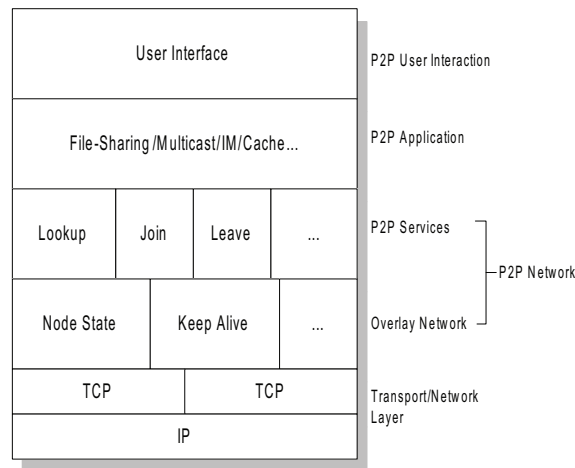 User Interface
P2P User Interaction
File-Sharing/Multicast/IM/Cache...
P2P Application
Lookup
Join
Leave
...
P2P Services
P2P Network
Node State
Keep Alive
...
Overlay Network
TCP
TCP
Transport/Network
Layer
IP